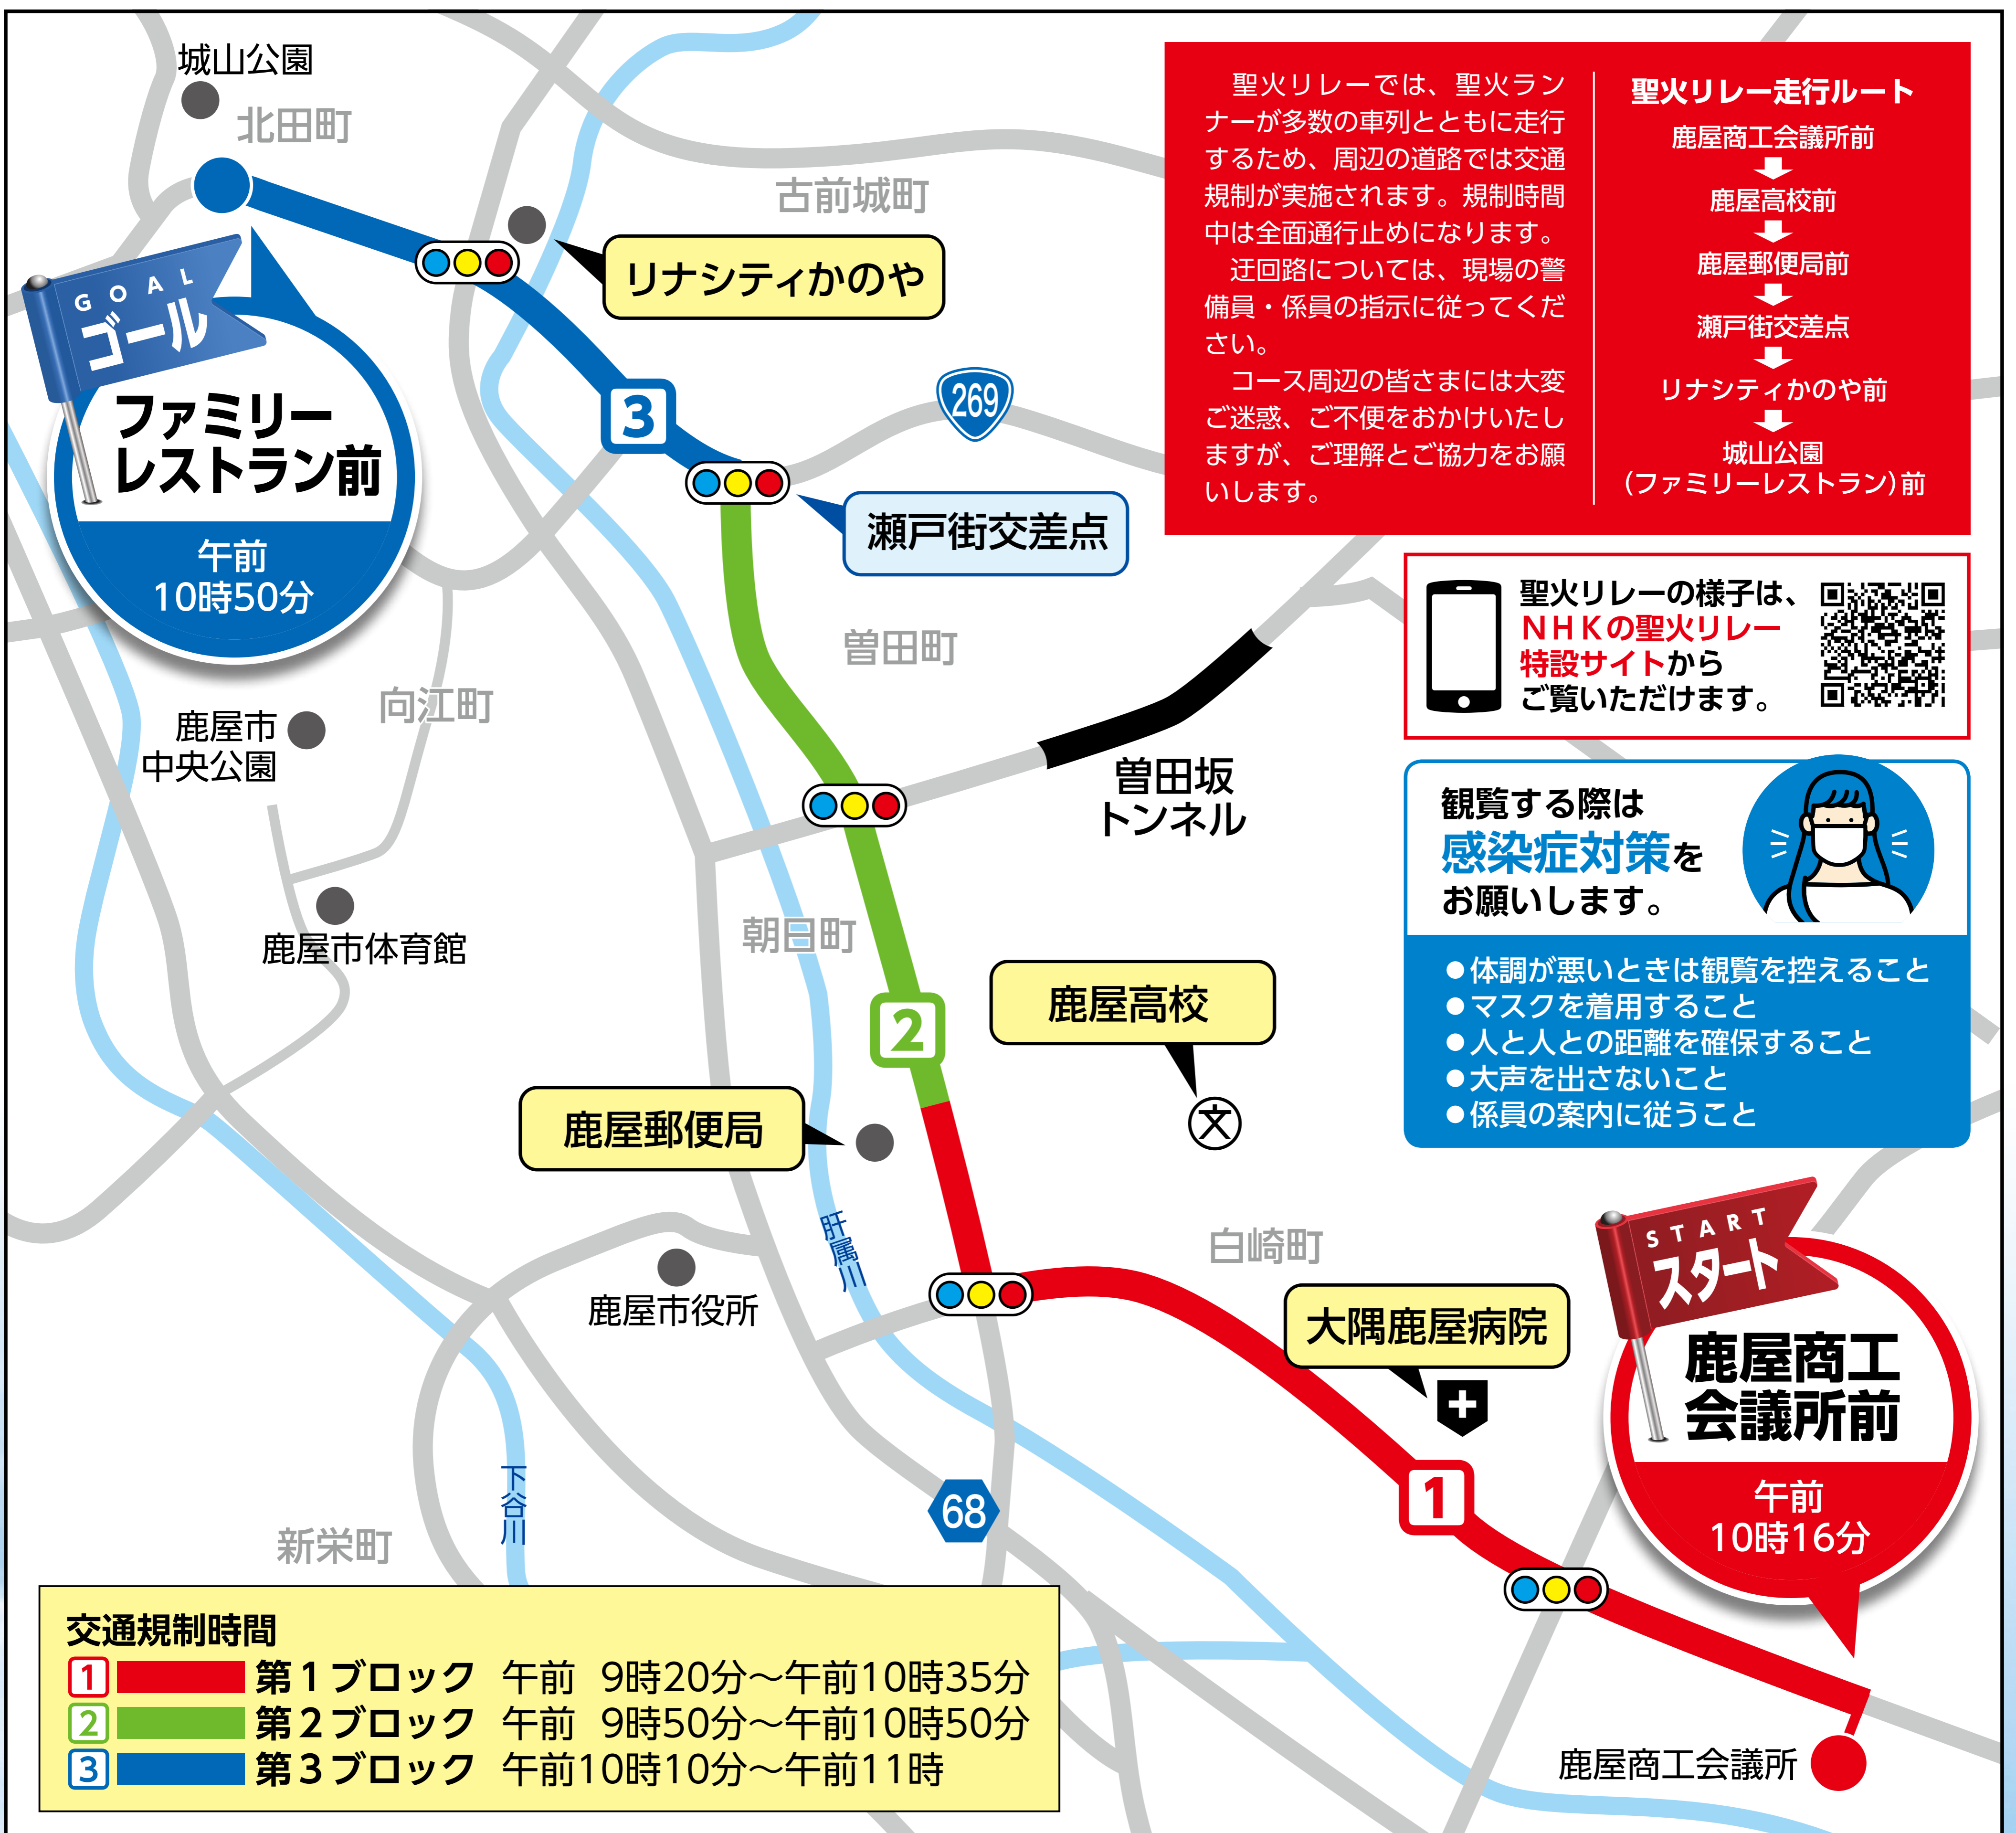 城山公園
北田町
古前城町
リナシティかのや
GOAL
ゴール
ファミリー
レストラン前
午前
10時50分
3
269
瀬戸街交差点
聖火リレーでは、聖火ラン
ナーが多数の車列とともに走行
するため、周辺の道路では交通
規制が実施されます。規制時間
中は全面通行止めになります。
迂回路については、現場の警
備員・係員の指示に従ってくだ
さい。
コース周辺の皆さまには大変
ご迷惑、ご不便をおかけいたし
ますが、ご理解とご協力をお願
いします。
聖火リレー走行ルート
鹿屋商工会議所前
鹿屋高校前
鹿屋郵便局前
瀬戸街交差点
リナシティかのや前
城山公園
(ファミリーレストラン)前
聖火リレーの様子は、
ＮＨＫの聖火リレー
特設サイトから
ご覧いただけます。
曽田町
向江町
鹿屋市
中央公園
曽田坂
トンネル
観覧する際は
感染症対策を
お願いします。
●体調が悪いときは観覧を控えること
●マスクを着用すること
●人と人との距離を確保すること
●大声を出さないこと
●係員の案内に従うこと
鹿屋市体育館
朝日町
2
鹿屋高校
文
鹿屋郵便局
肝属川
白崎町
鹿屋市役所
大隅鹿屋病院
START
スタート
鹿屋商工
会議所前
午前
10時16分
1
68
下谷川
新栄町
交通規制時間
1 第１ブロック 午前 9時20分～午前10時35分
2 第２ブロック 午前 9時50分～午前10時50分
3 第３ブロック 午前10時10分～午前11時
鹿屋商工会議所